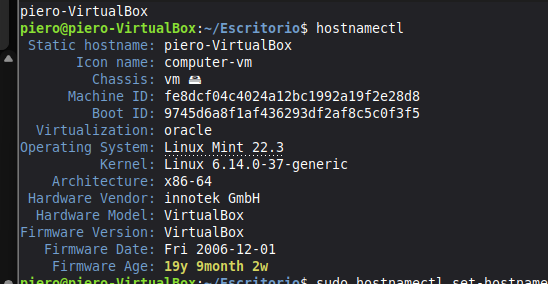 piero-VirtualBox
piero@piero-VirtualBox:~/Escritorio$ hostnamectl
Static hostname: piero-VirtualBox
Icon name: computer-vm
Chassis: vm 🖴
Machine ID: fe8dcf04c4024a12bc1992a19f2e28d8
Boot ID: 9745d6a8f1af436293df2af8c5c0f3f5
Virtualization: oracle
Operating System: Linux Mint 22.3
Kernel: Linux 6.14.0-37-generic
Architecture: x86-64
Hardware Vendor: innotek GmbH
Hardware Model: VirtualBox
Firmware Version: VirtualBox
Firmware Date: Fri 2006-12-01
Firmware Age: 19y 9month 2w
piero@piero-VirtualBox:~/Escritorio$ sudo hostnamectl set-hostname